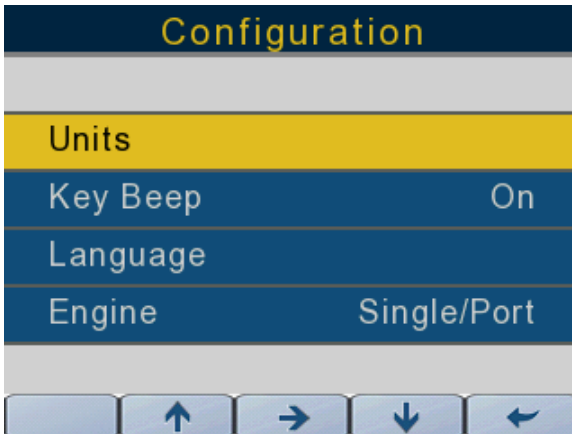 Configuration
Units
Key Beep On
Language
Engine Single/Port